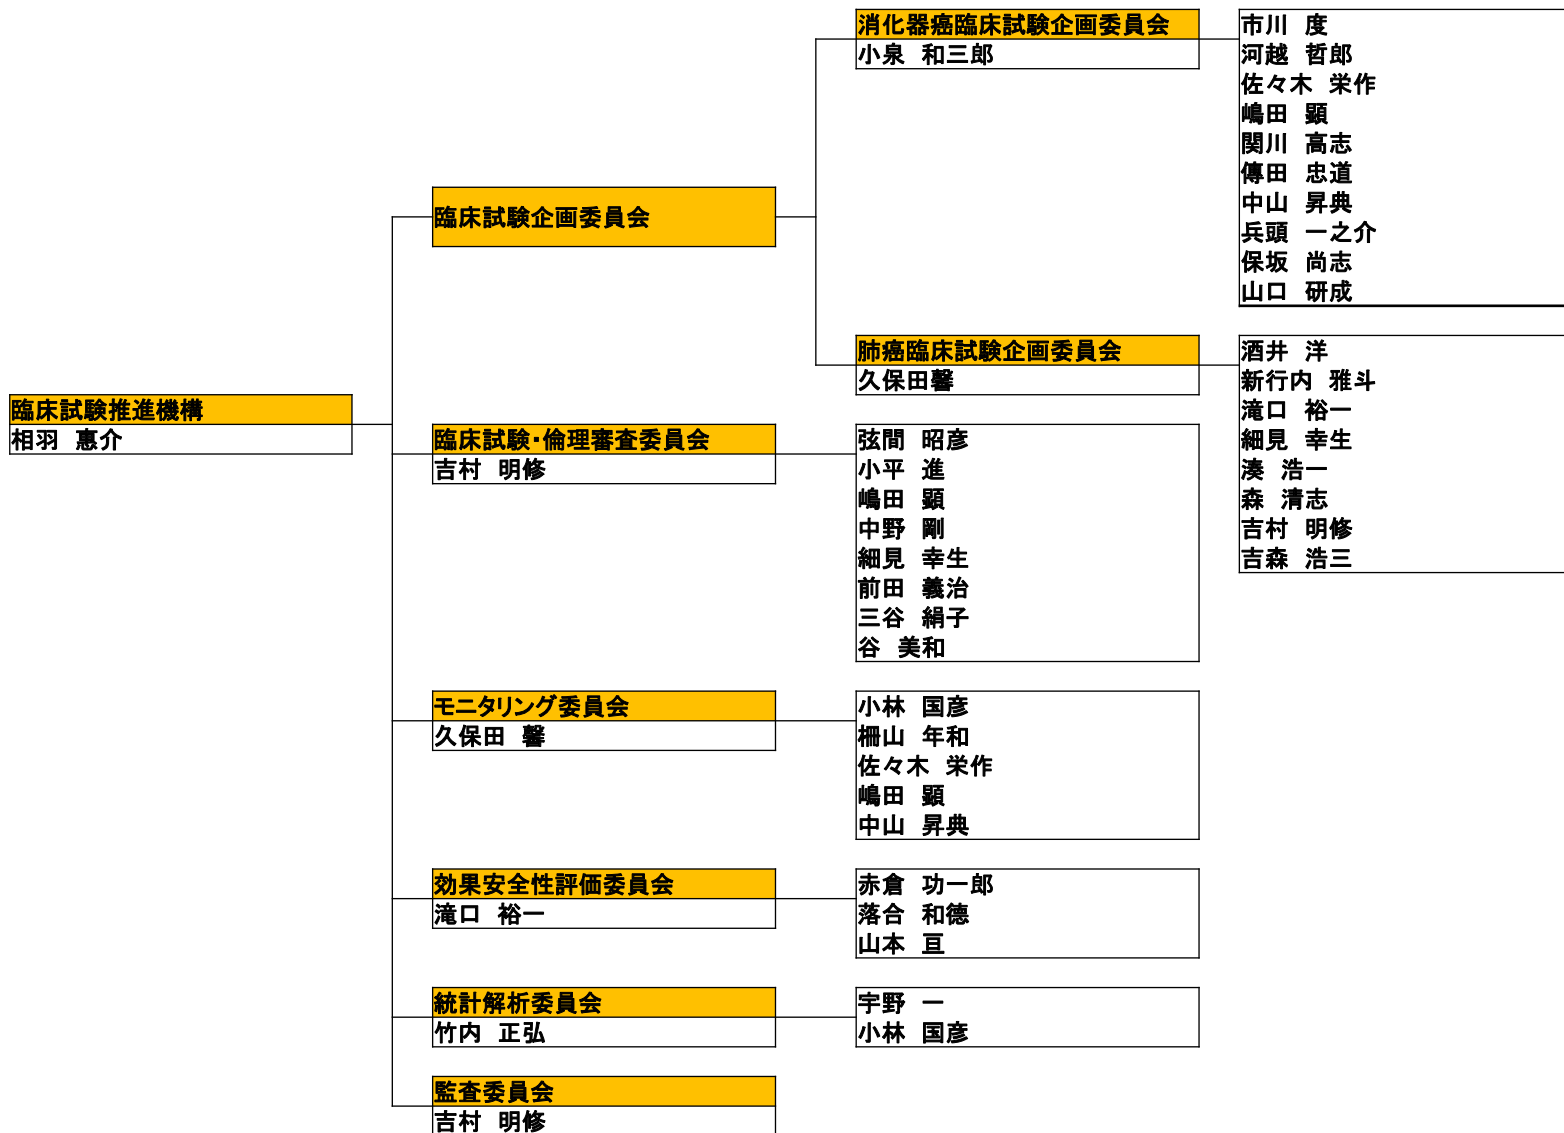 臨床試験推進機構
相羽　惠介
臨床試験企画委員会
消化器癌臨床試験企画委員会
小泉　和三郎
市川　度
河越　哲郎
佐々木　栄作
嶋田　顕
関川　高志
傳田　忠道
中山　昇典
兵頭　一之介
保坂　尚志
山口　研成
肺癌臨床試験企画委員会
久保田馨
酒井　洋
新行内　雅斗
滝口　裕一
細見　幸生
湊　浩一
森　清志
吉村　明修
吉森　浩三
臨床試験・倫理審査委員会
吉村　明修
弦間　昭彦
小平　進
嶋田　顕
中野　剛
細見　幸生
前田　義治
三谷　絹子
谷　美和
モニタリング委員会
久保田　馨
小林　国彦
柵山　年和
佐々木　栄作
嶋田　顕
中山　昇典
効果安全性評価委員会
滝口　裕一
赤倉　功一郎
落合　和徳
山本　亘
統計解析委員会
竹内　正弘
宇野　一
小林　国彦
監査委員会
吉村　明修